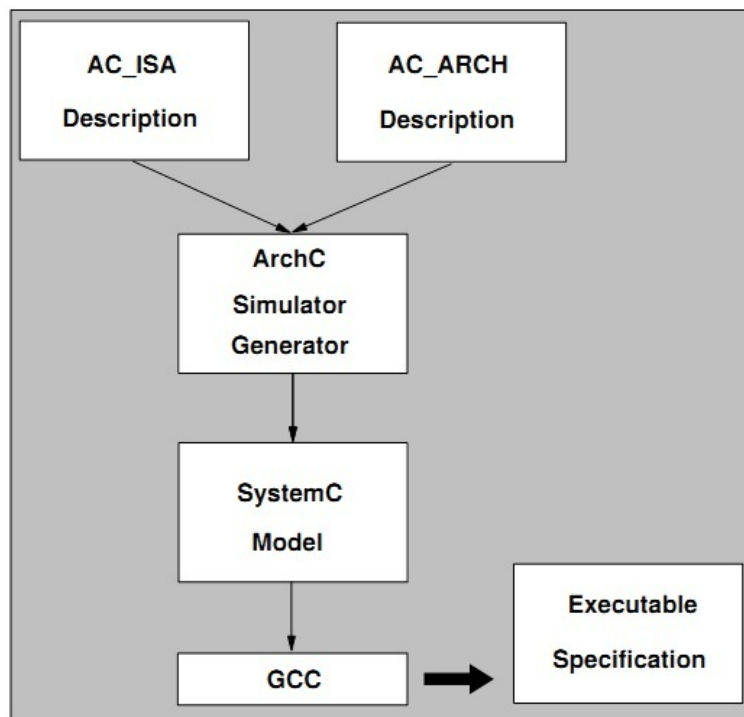 AC_ISA
Description
AC_ARCH
Description
ArchC
Simulator
Generator
SystemC
Model
GCC
Executable
Specification